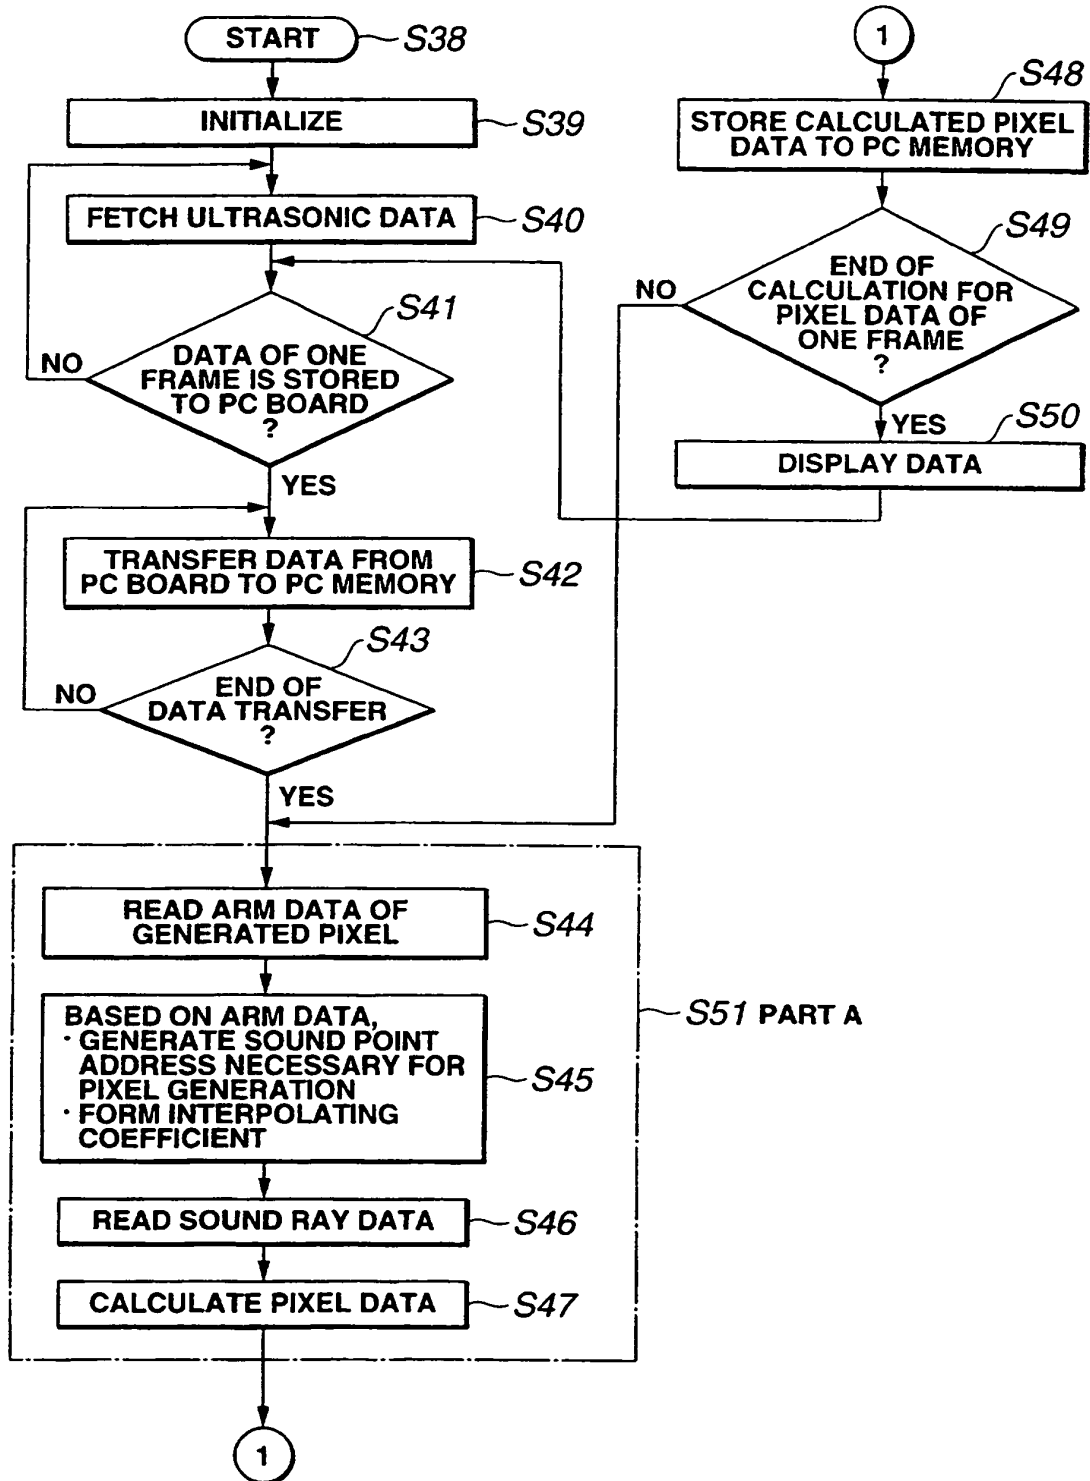 START
S38
INITIALIZE
S39
FETCH ULTRASONIC DATA
S40
S41
DATA OF ONE
FRAME IS STORED
TO PC BOARD
?
NO
YES
TRANSFER DATA FROM
PC BOARD TO PC MEMORY
S42
S43
END OF
DATA TRANSFER
?
NO
YES
READ ARM DATA OF
GENERATED PIXEL
S44
BASED ON ARM DATA,
· GENERATE SOUND POINT
ADDRESS NECESSARY FOR
PIXEL GENERATION
· FORM INTERPOLATING
COEFFICIENT
S45
READ SOUND RAY DATA
S46
CALCULATE PIXEL DATA
S47
S51 PART A
1
1
S48
STORE CALCULATED PIXEL
DATA TO PC MEMORY
S49
END OF
CALCULATION FOR
PIXEL DATA OF
ONE FRAME
?
NO
YES
S50
DISPLAY DATA